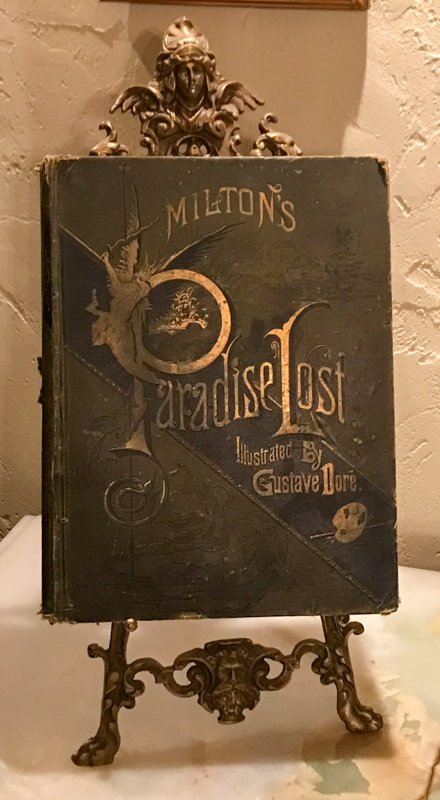 MILTON'S
Paradise Lost
Illustrated By
Gustave Doré.